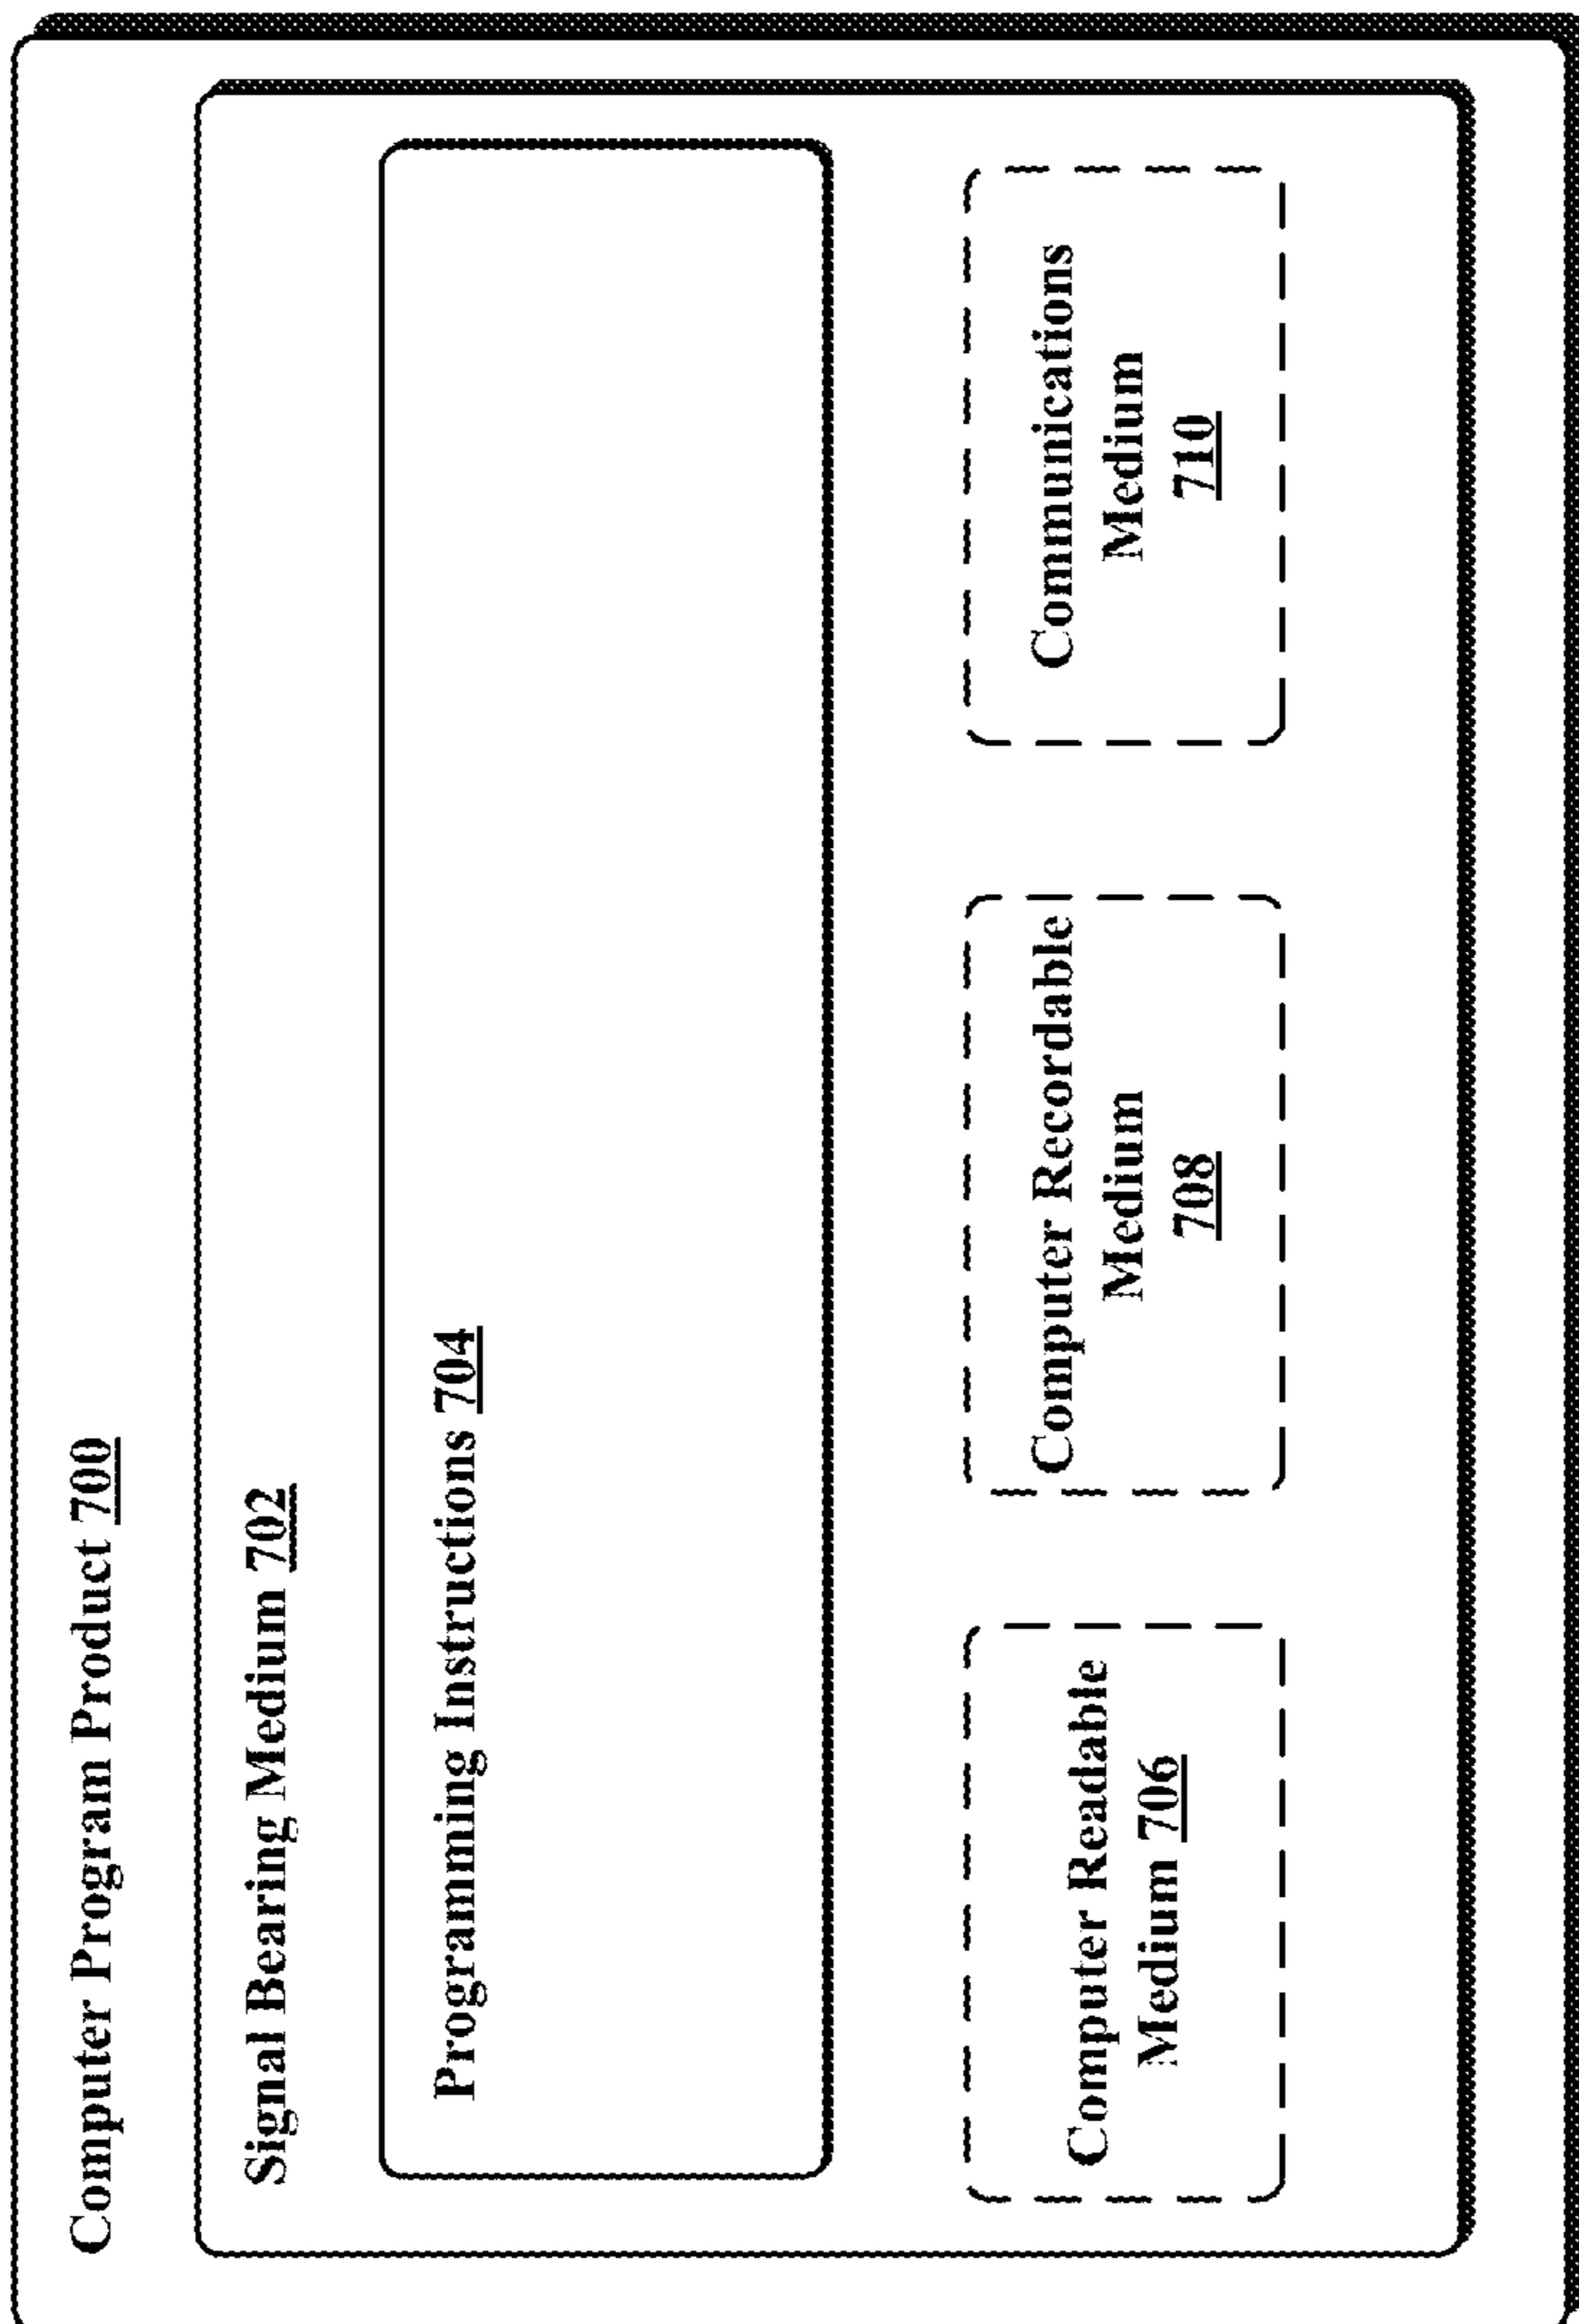 Computer Program Product 700
Signal Bearing Medium 702
Programming Instructions 704
Computer Readable
Medium 706
Computer Recordable
Medium
708
Communications
Medium
710